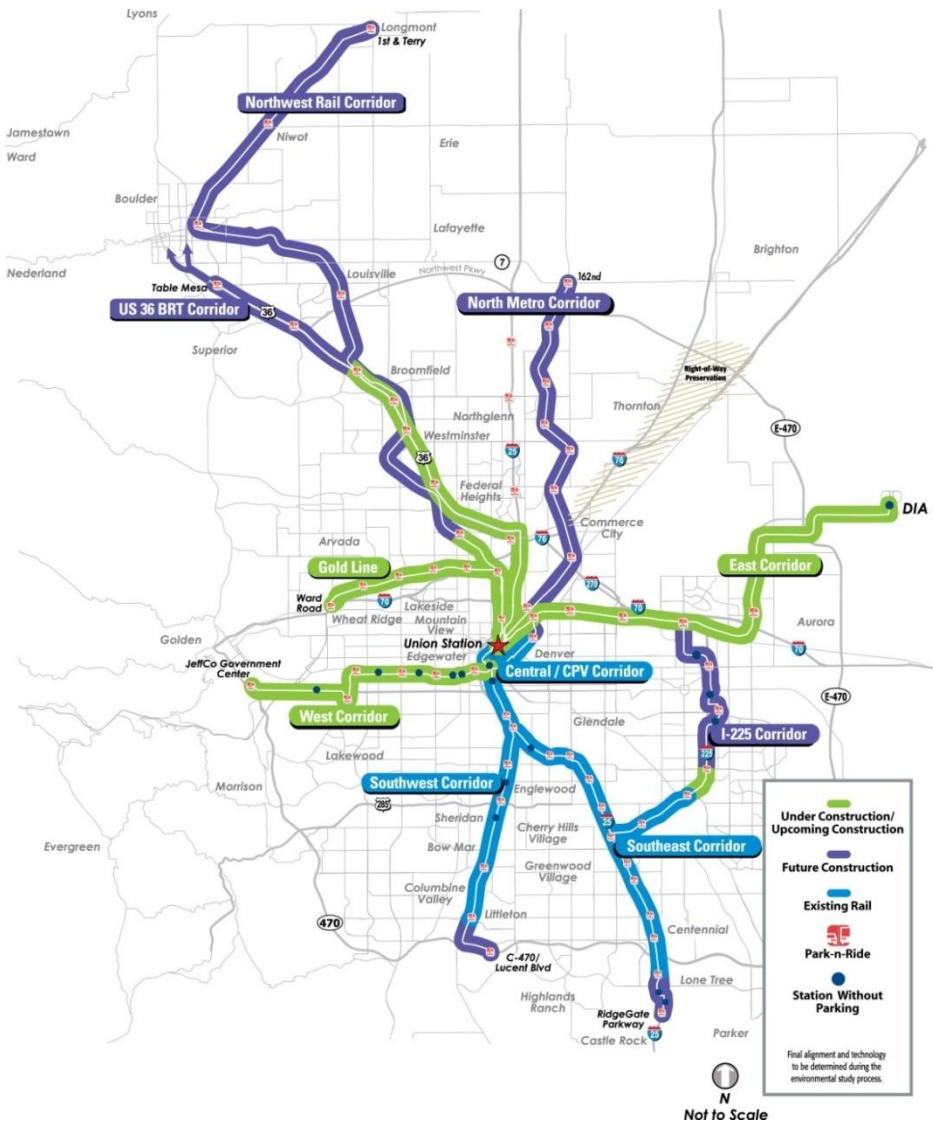 Lyons
Longmont
1st & Terry
Northwest Rail Corridor
Jamestown
Niwot
Erie
Ward
Boulder
Lafayette
Brighton
Nederland
Louisville
Northwest Pkwy
7
162nd
Table Mesa
US 36 BRT Corridor
36
North Metro Corridor
Superior
Broomfield
Right-of-Way
Preservation
Thornton
Northglenn
E-470
Westminster
36
25
76
Federal
Heights
DIA
Commerce
City
Arvada
76
Gold Line
East Corridor
270
Ward
Road
70
Lakeside
70
Aurora
Wheat Ridge
Mountain
View
Golden
Union Station
Denver
70
JeffCo Government
Center
Edgewater
Central / CPV Corridor
E-470
West Corridor
Glendale
I-225 Corridor
225
Lakewood
Southwest Corridor
Morrison
Englewood
285
Sheridan
25
Cherry Hills
Village
Southeast Corridor
Evergreen
Bow Mar
Greenwood
Village
Columbine
Valley
Littleton
470
Centennial
C-470/
Lucent Blvd
Lone Tree
Highlands
Ranch
RidgeGate
Parkway
25
Castle Rock
Parker
Under Construction/
Upcoming Construction
Future Construction
Existing Rail
Park-n-Ride
Station Without
Parking
Final alignment and technology
to be determined during the
environmental study process.
N
Not to Scale